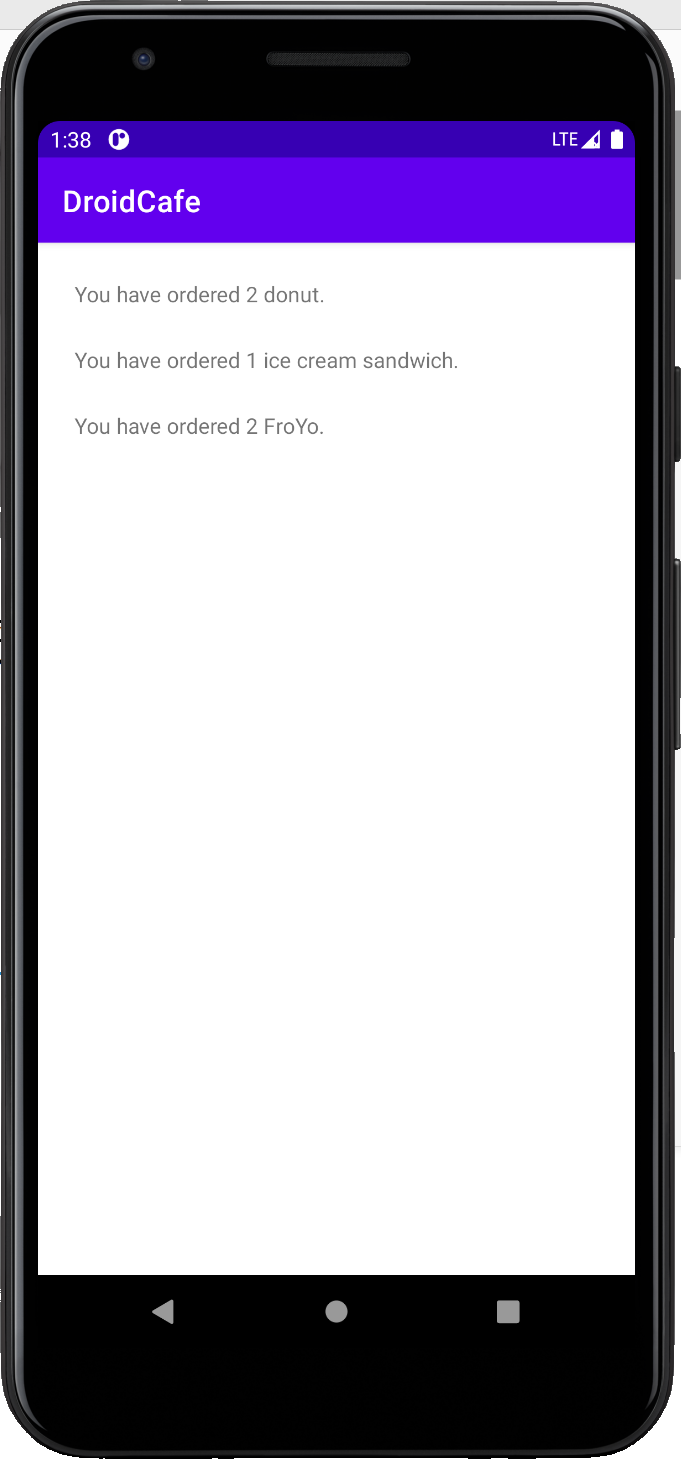 1:38
LTE
DroidCafe
You have ordered 2 donut.
You have ordered 1 ice cream sandwich.
You have ordered 2 FroYo.